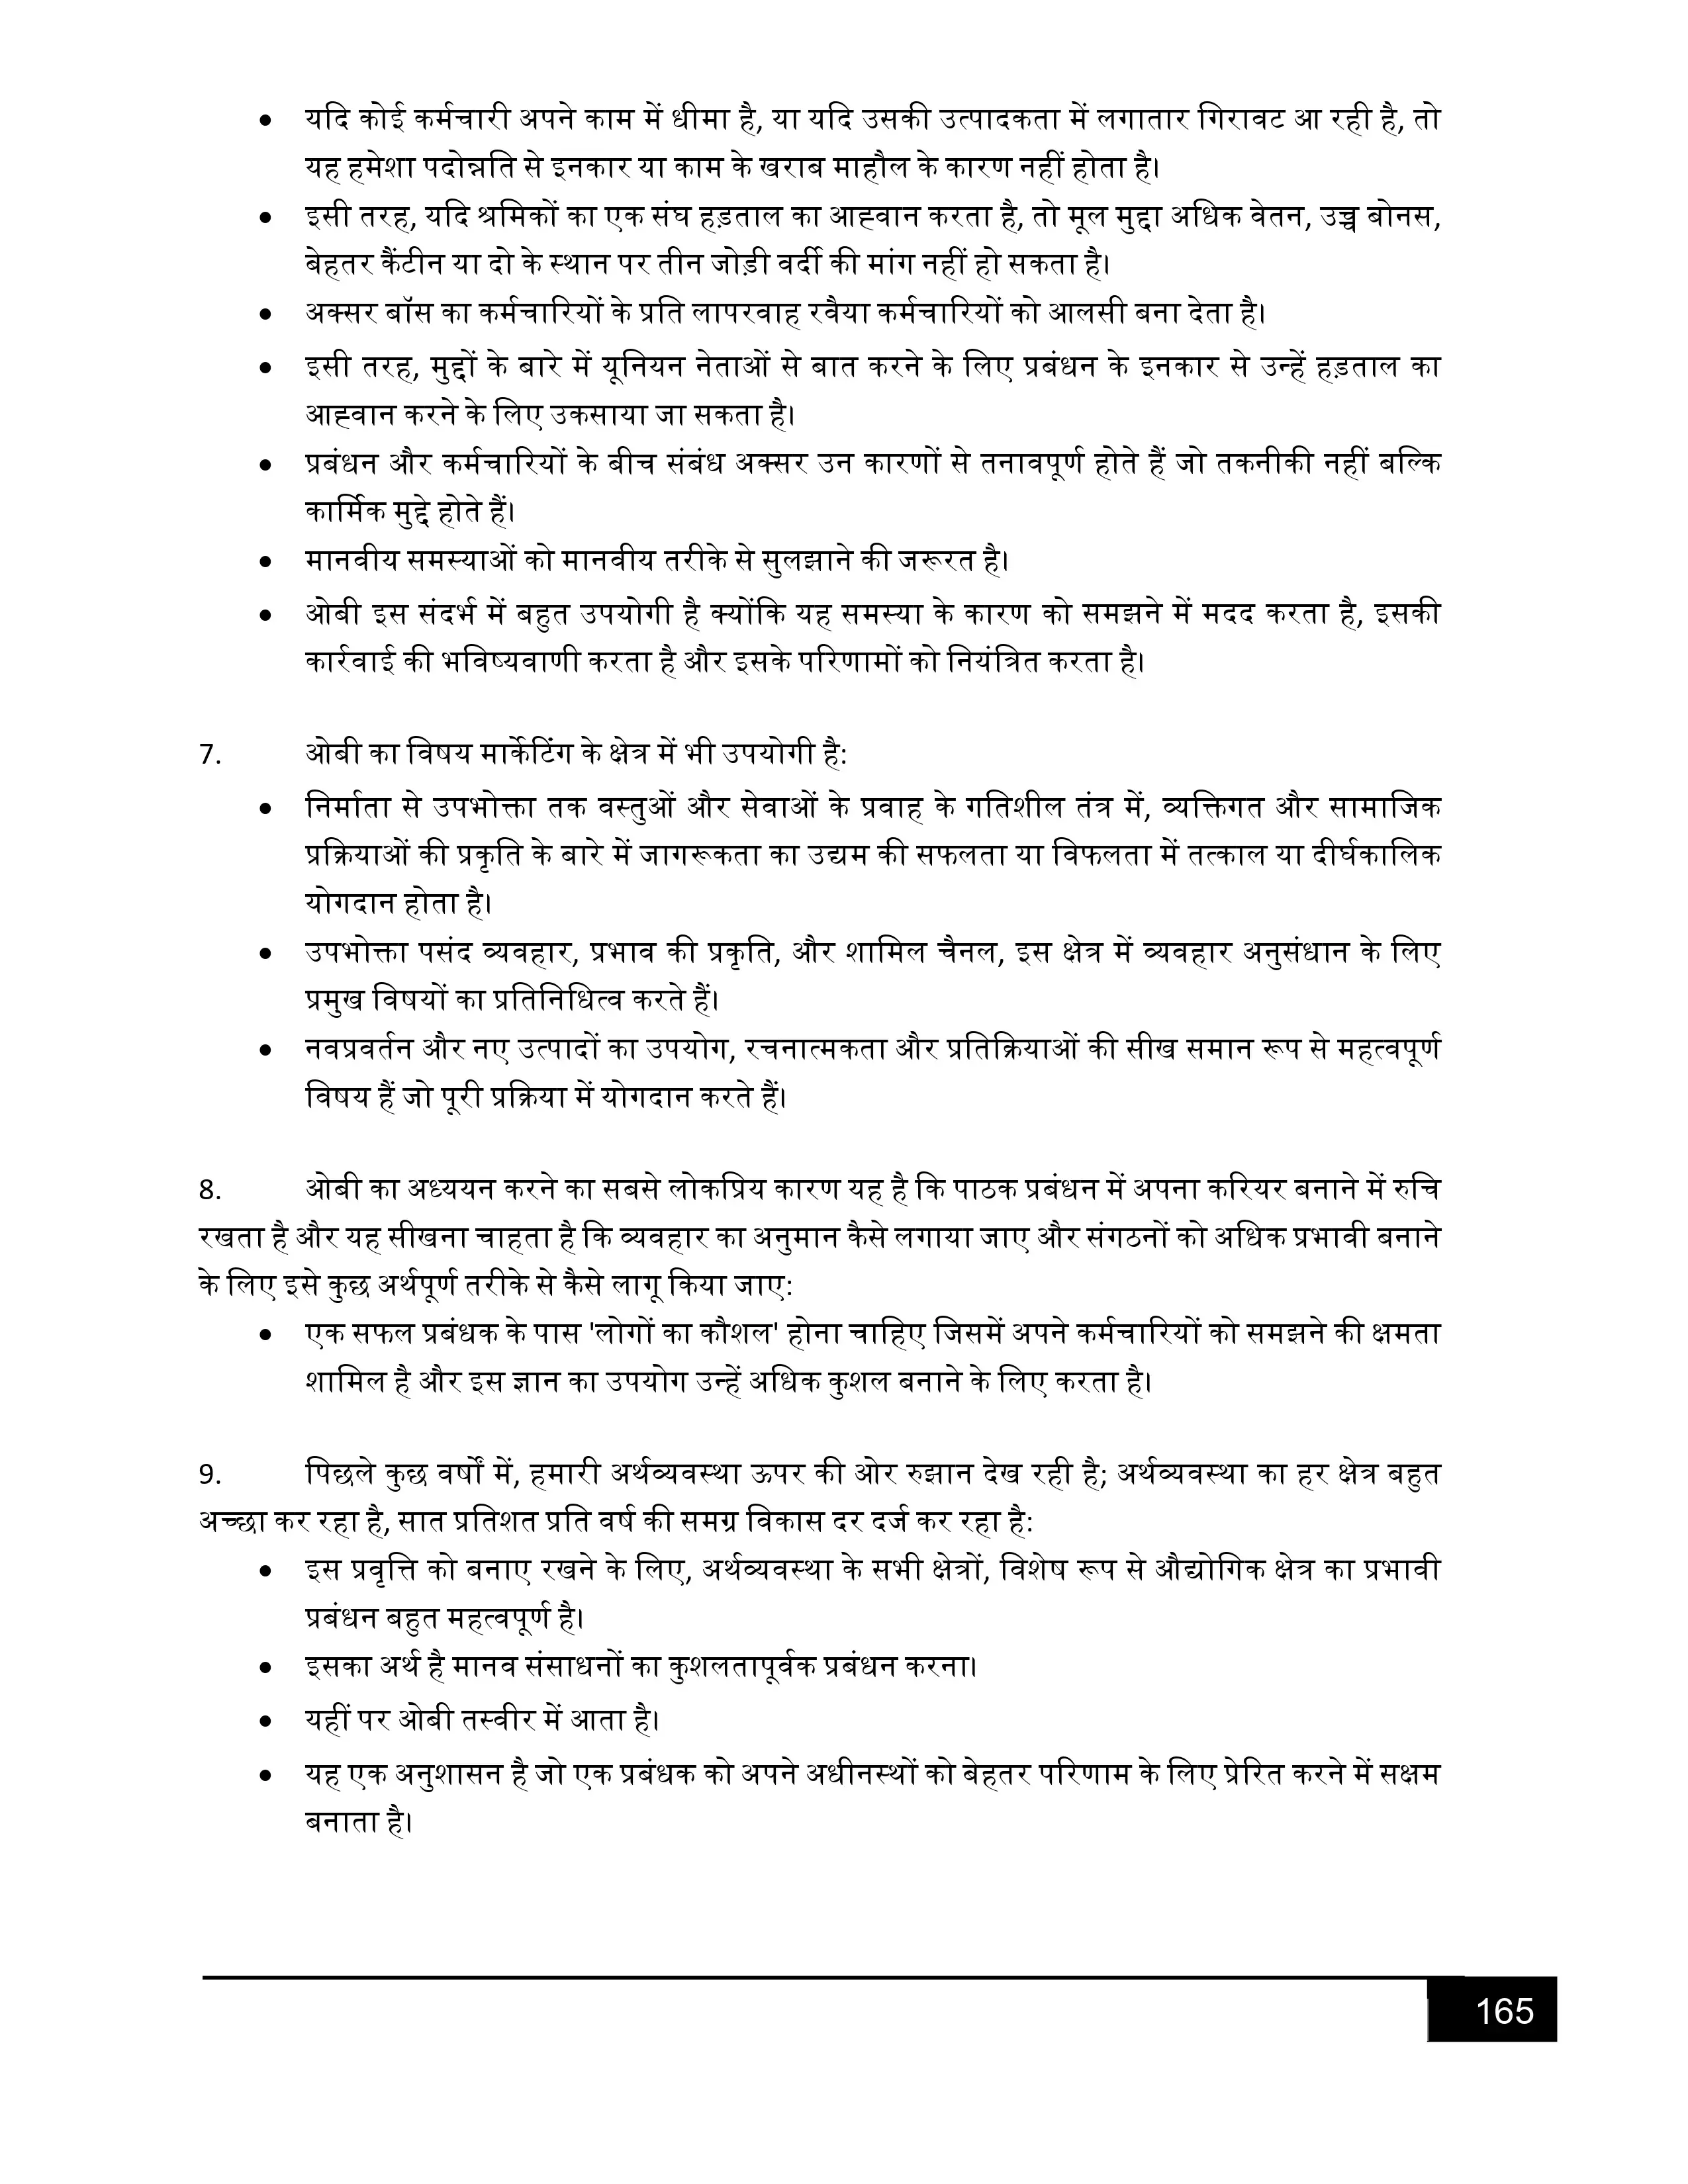 • यदि कोई कर्मचारी अपने काम में धीमा है, या यदि उसकी उत्पादकता में लगातार गिरावट आ रही है, तो
यह हमेशा पदोन्नति से इनकार या काम के खराब माहौल के कारण नहीं होता है।
• इसी तरह, यदि श्रमिकों का एक संघ हड़ताल का आह्वान करता है, तो मूल मुद्दा अधिक वेतन, उच्च बोनस,
बेहतर कैंटीन या दो के स्थान पर तीन जोड़ी वर्दी की मांग नहीं हो सकता है।
• अक्सर बॉस का कर्मचारियों के प्रति लापरवाह रवैया कर्मचारियों को आलसी बना देता है।
• इसी तरह, मुद्दों के बारे में यूनियन नेताओं से बात करने के लिए प्रबंधन के इनकार से उन्हें हड़ताल का
आह्वान करने के लिए उकसाया जा सकता है।
• प्रबंधन और कर्मचारियों के बीच संबंध अक्सर उन कारणों से तनावपूर्ण होते हैं जो तकनीकी नहीं बल्कि
कार्मिक मुद्दे होते हैं।
• मानवीय समस्याओं को मानवीय तरीके से सुलझाने की जरूरत है।
• ओबी इस संदर्भ में बहुत उपयोगी है क्योंकि यह समस्या के कारण को समझने में मदद करता है, इसकी
कार्रवाई की भविष्यवाणी करता है और इसके परिणामों को नियंत्रित करता है।
7. ओबी का विषय मार्केटिंग के क्षेत्र में भी उपयोगी है:
• निर्माता से उपभोक्ता तक वस्तुओं और सेवाओं के प्रवाह के गतिशील तंत्र में, व्यक्तिगत और सामाजिक
प्रक्रियाओं की प्रकृति के बारे में जागरूकता का उद्यम की सफलता या विफलता में तत्काल या दीर्घकालिक
योगदान होता है।
• उपभोक्ता पसंद व्यवहार, प्रभाव की प्रकृति, और शामिल चैनल, इस क्षेत्र में व्यवहार अनुसंधान के लिए
प्रमुख विषयों का प्रतिनिधित्व करते हैं।
• नवप्रवर्तन और नए उत्पादों का उपयोग, रचनात्मकता और प्रतिक्रियाओं की सीख समान रूप से महत्वपूर्ण
विषय हैं जो पूरी प्रक्रिया में योगदान करते हैं।
8. ओबी का अध्ययन करने का सबसे लोकप्रिय कारण यह है कि पाठक प्रबंधन में अपना करियर बनाने में रुचि
रखता है और यह सीखना चाहता है कि व्यवहार का अनुमान कैसे लगाया जाए और संगठनों को अधिक प्रभावी बनाने
के लिए इसे कुछ अर्थपूर्ण तरीके से कैसे लागू किया जाए:
• एक सफल प्रबंधक के पास 'लोगों का कौशल' होना चाहिए जिसमें अपने कर्मचारियों को समझने की क्षमता
शामिल है और इस ज्ञान का उपयोग उन्हें अधिक कुशल बनाने के लिए करता है।
9. पिछले कुछ वर्षों में, हमारी अर्थव्यवस्था ऊपर की ओर रुझान देख रही है; अर्थव्यवस्था का हर क्षेत्र बहुत
अच्छा कर रहा है, सात प्रतिशत प्रति वर्ष की समग्र विकास दर दर्ज कर रहा है:
• इस प्रवृत्ति को बनाए रखने के लिए, अर्थव्यवस्था के सभी क्षेत्रों, विशेष रूप से औद्योगिक क्षेत्र का प्रभावी
प्रबंधन बहुत महत्वपूर्ण है।
• इसका अर्थ है मानव संसाधनों का कुशलतापूर्वक प्रबंधन करना।
• यहीं पर ओबी तस्वीर में आता है।
• यह एक अनुशासन है जो एक प्रबंधक को अपने अधीनस्थों को बेहतर परिणाम के लिए प्रेरित करने में सक्षम
बनाता है।
165